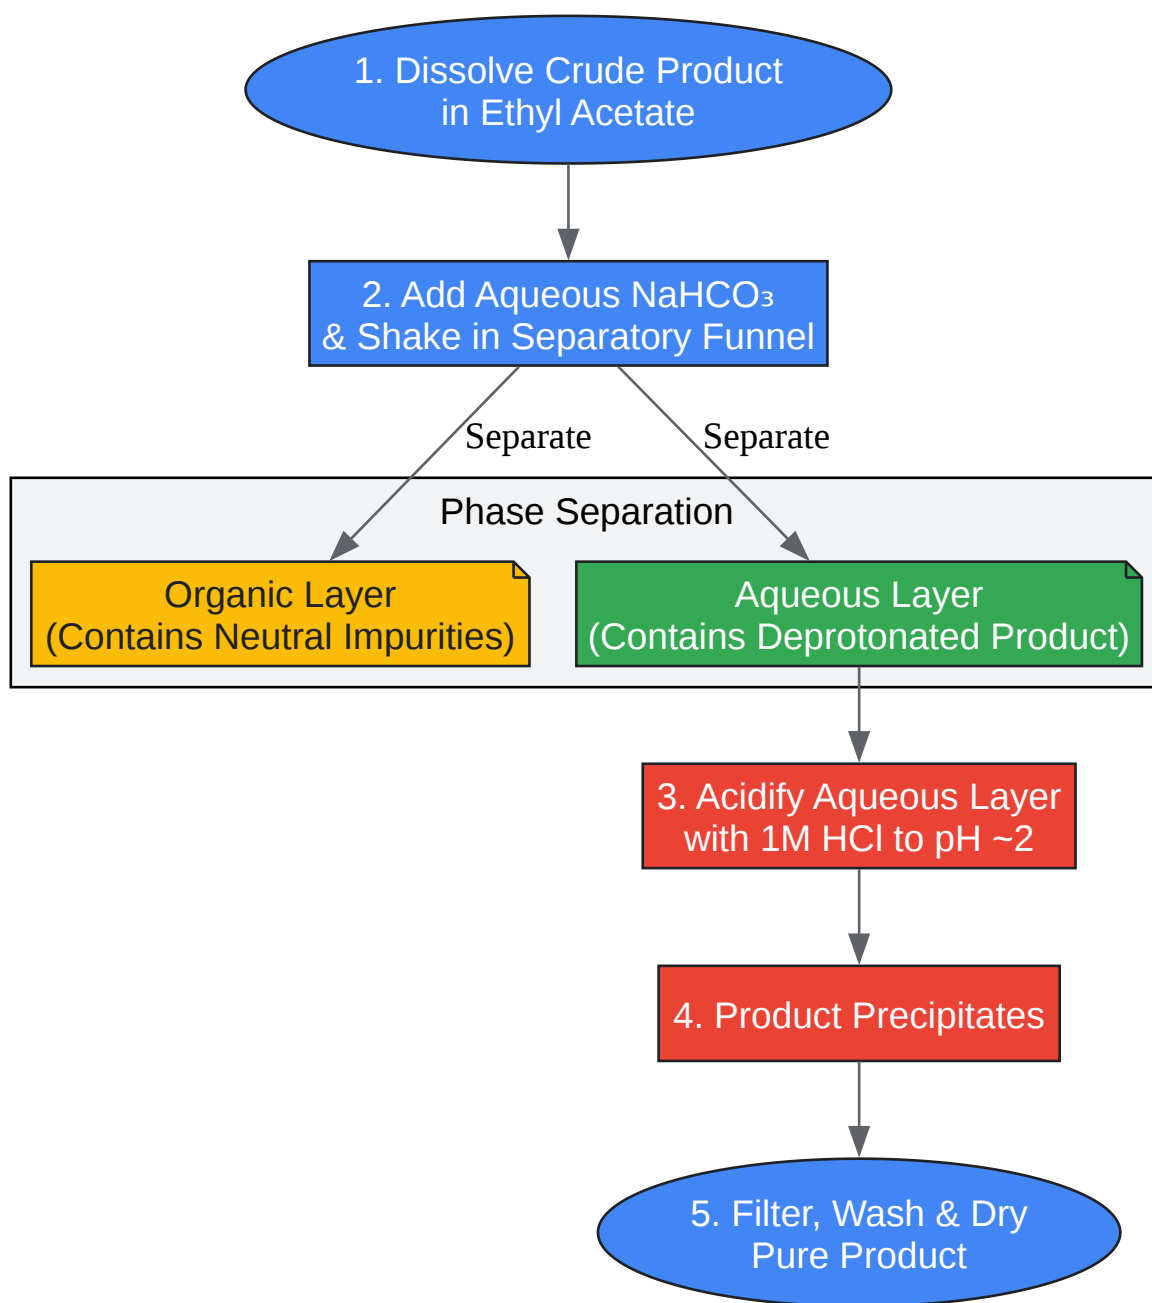 1. Dissolve Crude Product
in Ethyl Acetate
2. Add Aqueous NaHCO₃
& Shake in Separatory Funnel
Separate
Separate
Phase Separation
Organic Layer
(Contains Neutral Impurities)
Aqueous Layer
(Contains Deprotonated Product)
3. Acidify Aqueous Layer
with 1M HCl to pH ~2
4. Product Precipitates
5. Filter, Wash & Dry
Pure Product